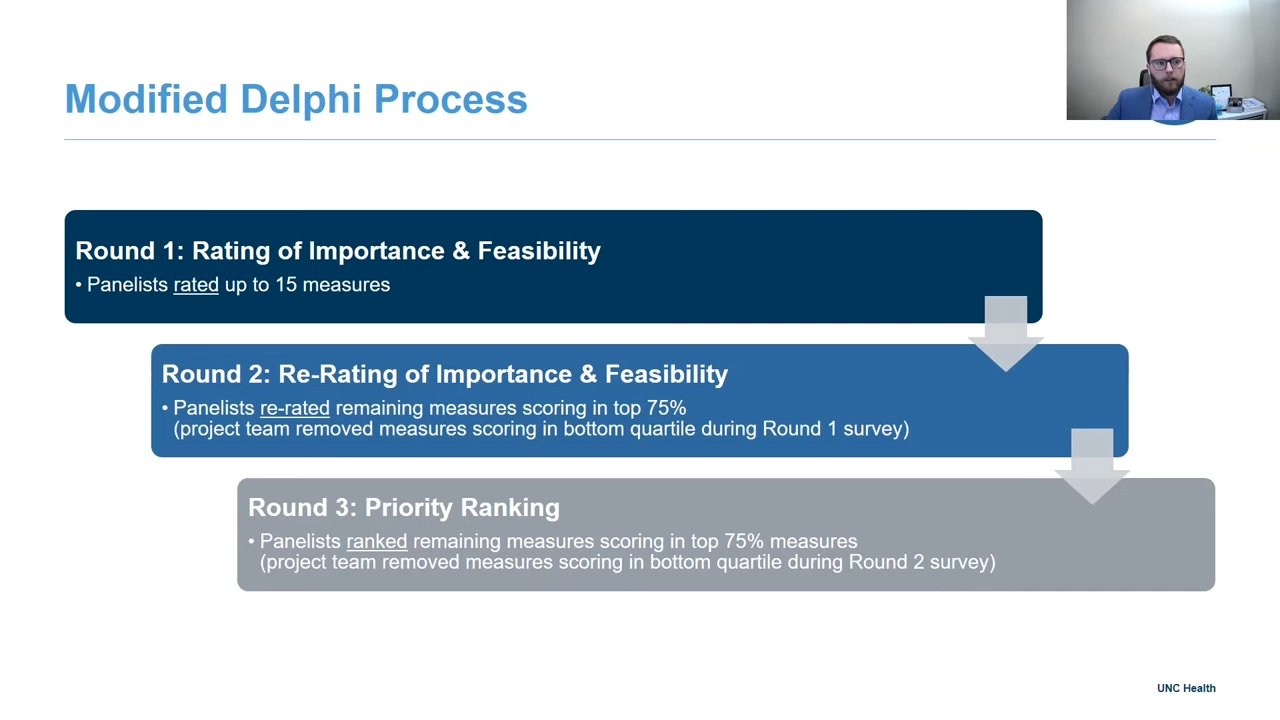 Modified Delphi Process
Round 1: Rating of Importance & Feasibility
• Panelists rated up to 15 measures
Round 2: Re-Rating of Importance & Feasibility
• Panelists re-rated remaining measures scoring in top 75%
(project team removed measures scoring in bottom quartile during Round 1 survey)
Round 3: Priority Ranking
• Panelists ranked remaining measures scoring in top 75% measures
(project team removed measures scoring in bottom quartile during Round 2 survey)
UNC Health